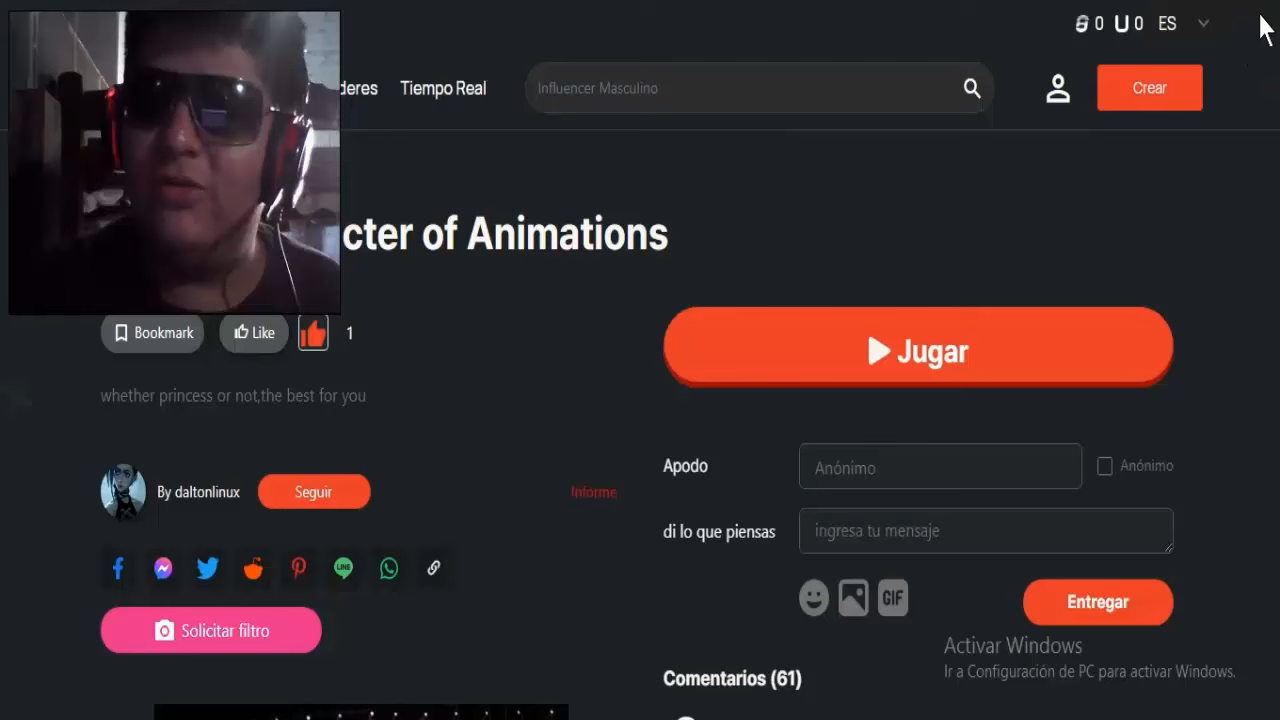 0 0 ES
deres Tiempo Real Influencer Masculino Crear
cter of Animations
Bookmark Like 1
Jugar
whether princess or not,the best for you
Apodo Anónimo Anónimo
By daltonlinux Seguir Informe
di lo que piensas ingresa tu mensaje
LINE
GIF Entregar
Solicitar filtro
Activar Windows
Ir a Configuración de PC para activar Windows.
Comentarios (61)